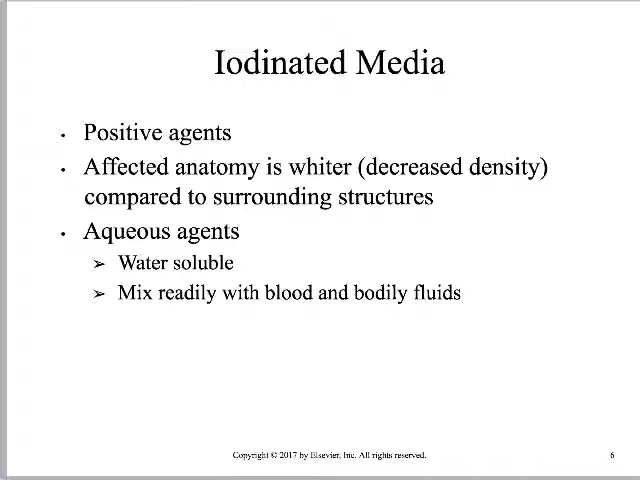 Iodinated Media
• Positive agents
• Affected anatomy is whiter (decreased density)
compared to surrounding structures
• Aqueous agents
➢ Water soluble
➢ Mix readily with blood and bodily fluids
Copyright © 2017 by Elsevier, Inc. All rights reserved.
6